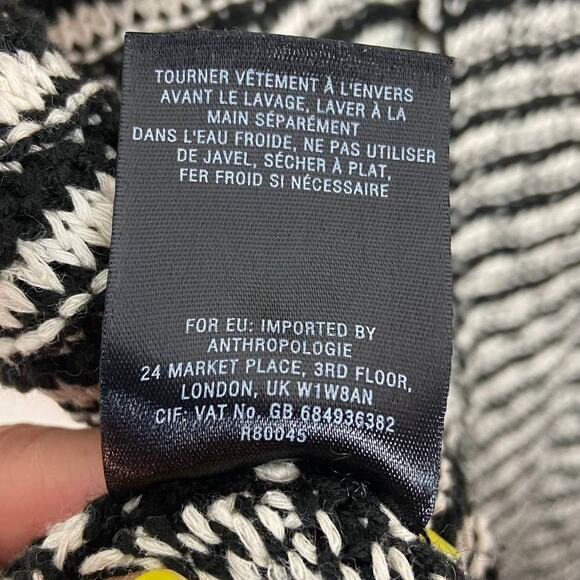 TOURNER VÊTEMENT À L'ENVERS
AVANT LE LAVAGE, LAVER À LA
MAIN SÉPARÉMENT
DANS L'EAU FROIDE, NE PAS UTILISER
DE JAVEL, SÉCHER À PLAT,
FER FROID SI NÉCESSAIRE
FOR EU: IMPORTED BY
ANTHROPOLOGIE
24 MARKET PLACE, 3RD FLOOR,
LONDON, UK W1W8AN
CIF: VAT No. GB 684936382
R80045